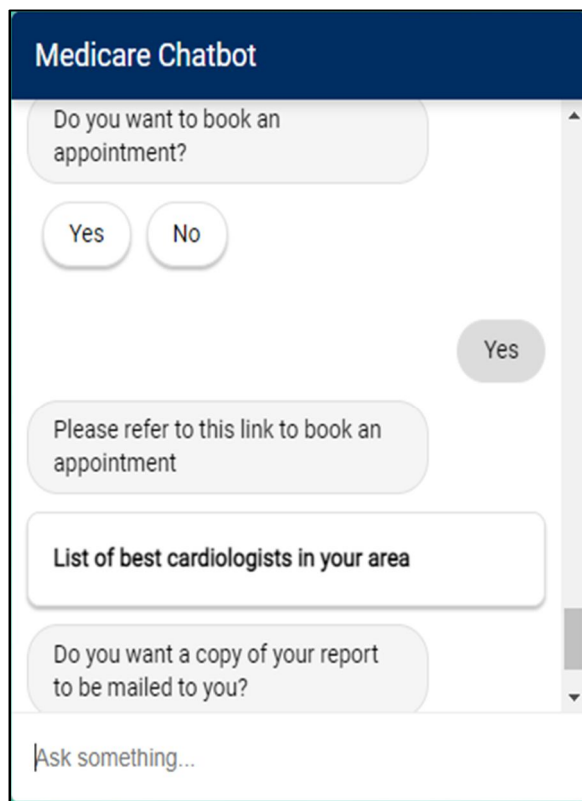 Medicare Chatbot
Do you want to book an
appointment?
Yes
No
Yes
Please refer to this link to book an
appointment
List of best cardiologists in your area
Do you want a copy of your report
to be mailed to you?
Ask something...